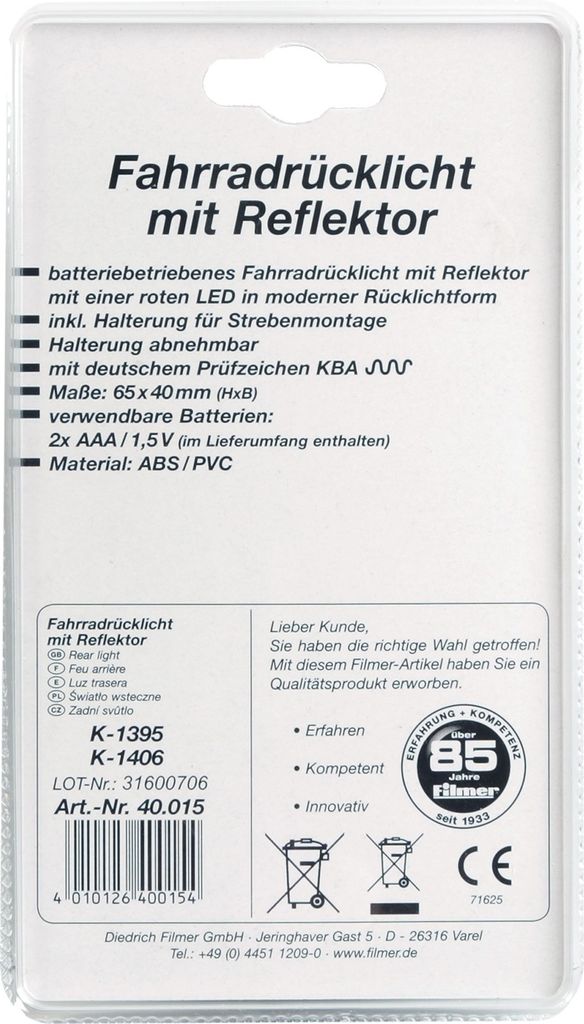 Fahrradrücklicht
mit Reflektor
batteriebetriebenes Fahrradrücklicht mit Reflektor
mit einer roten LED in moderner Rücklichtform
inkl. Halterung für Strebenmontage
Halterung abnehmbar
mit deutschem Prüfzeichen KBA
Maße: 65 x 40 mm (HxB)
verwendbare Batterien:
2x AAA / 1,5 V (im Lieferumfang enthalten)
Material: ABS / PVC
Fahrradrücklicht
mit Reflektor
GB Rear light
F Feu arrière
E Luz trasera
PL Światło wsteczne
CZ Zadní svůtlo
K-1395
K-1406
LOT-Nr.: 31600706
Art.-Nr. 40.015
4 010126 400154
Lieber Kunde,
Sie haben die richtige Wahl getroffen!
Mit diesem Filmer-Artikel haben Sie ein
Qualitätsprodukt erworben.
• Erfahren
• Kompetent
• Innovativ
ERFAHRUNG + KOMPETENZ
über
85
Jahre
Filmer
seit 1933
CE
71625
Diedrich Filmer GmbH · Jeringhaver Gast 5 · D - 26316 Varel
Tel.: +49 (0) 4451 1209-0 · www.filmer.de